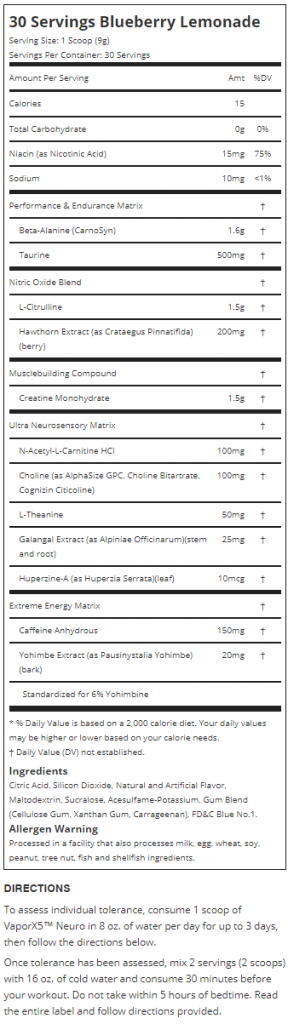 30 Servings Blueberry Lemonade
Serving Size: 1 Scoop (9g)
Servings Per Container: 30 Servings
Amount Per Serving Amt %DV
Calories 15
Total Carbohydrate 0g 0%
Niacin (as Nicotinic Acid) 15mg 75%
Sodium 10mg <1%
Performance & Endurance Matrix †
Beta-Alanine (CarnoSyn) 1.6g †
Taurine 500mg †
Nitric Oxide Blend †
L-Citrulline 1.5g †
Hawthorn Extract (as Crataegus Pinnatifida) 200mg †
(berry)
Musclebuilding Compound †
Creatine Monohydrate 1.5g †
Ultra Neurosensory Matrix †
N-Acetyl-L-Carnitine HCl 100mg †
Choline (as AlphaSize GPC, Choline Bitartrate, 100mg †
Cognizin Citicoline)
L-Theanine 50mg †
Galangal Extract (as Alpiniae Officinarum)(stem 25mg †
and root)
Huperzine-A (as Huperzia Serrata)(leaf) 10mcg †
Extreme Energy Matrix †
Caffeine Anhydrous 150mg †
Yohimbe Extract (as Pausinystalia Yohimbe) 20mg †
(bark)
Standardized for 6% Yohimbine
* % Daily Value is based on a 2,000 calorie diet. Your daily values
may be higher or lower based on your calorie needs.
† Daily Value (DV) not established.
Ingredients
Citric Acid, Silicon Dioxide, Natural and Artificial Flavor,
Maltodextrin, Sucralose, Acesulfame-Potassium, Gum Blend
(Cellulose Gum, Xanthan Gum, Carrageenan), FD&C Blue No.1.
Allergen Warning
Processed in a facility that also processes milk, egg, wheat, soy,
peanut, tree nut, fish and shellfish ingredients.
DIRECTIONS
To assess individual tolerance, consume 1 scoop of
VaporX5™ Neuro in 8 oz. of water per day for up to 3 days,
then follow the directions below.
Once tolerance has been assessed, mix 2 servings (2 scoops)
with 16 oz. of cold water and consume 30 minutes before
your workout. Do not take within 5 hours of bedtime. Read
the entire label and follow directions provided.